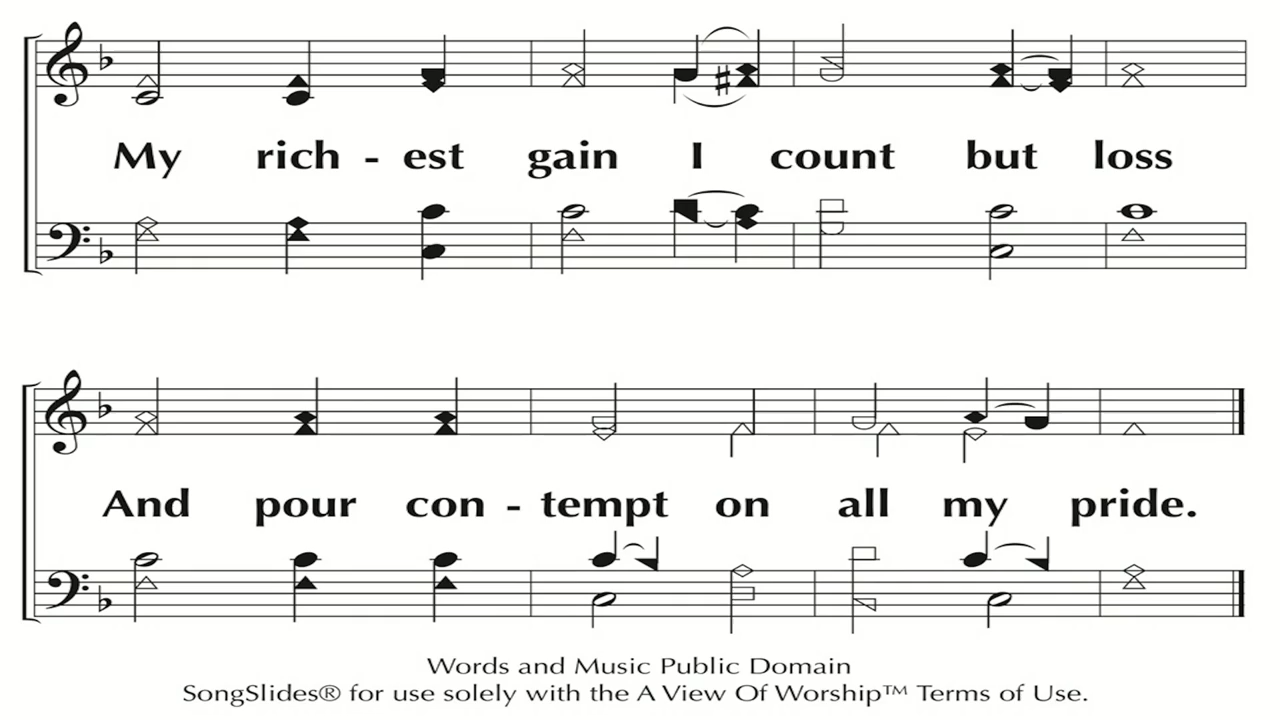 My rich - est gain I count but loss
And pour con - tempt on all my pride.
Words and Music Public Domain
SongSlides® for use solely with the A View Of Worship™ Terms of Use.